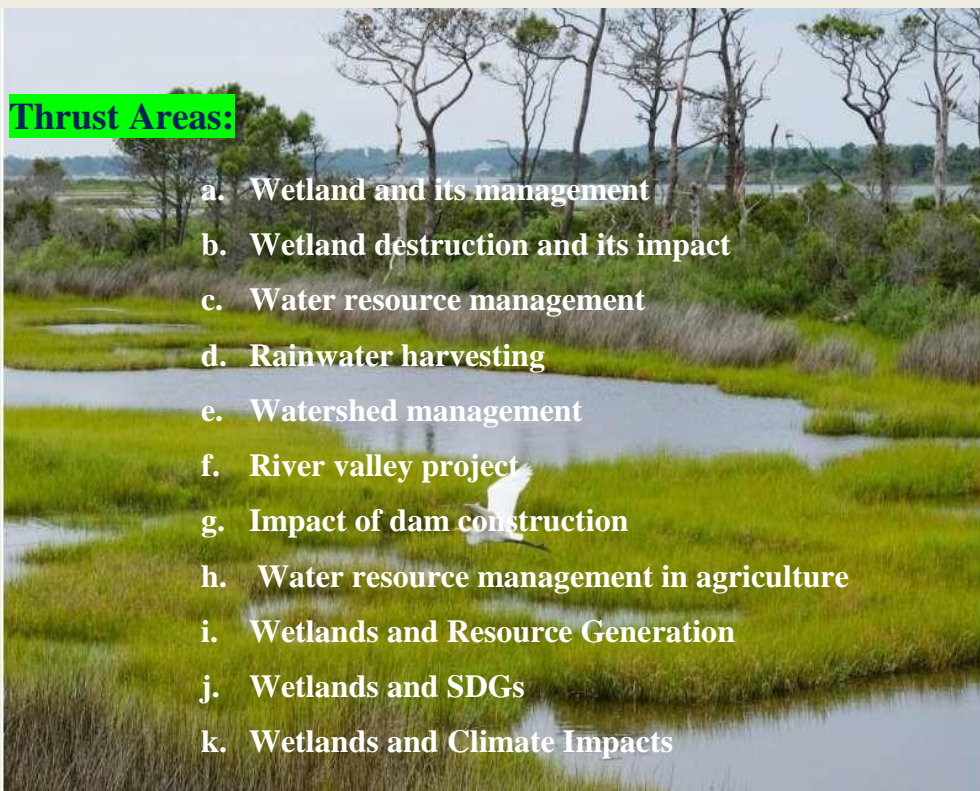 Thrust Areas:
a. Wetland and its management
b. Wetland destruction and its impact
c. Water resource management
d. Rainwater harvesting
e. Watershed management
f. River valley project
g. Impact of dam construction
h. Water resource management in agriculture
i. Wetlands and Resource Generation
j. Wetlands and SDGs
k. Wetlands and Climate Impacts